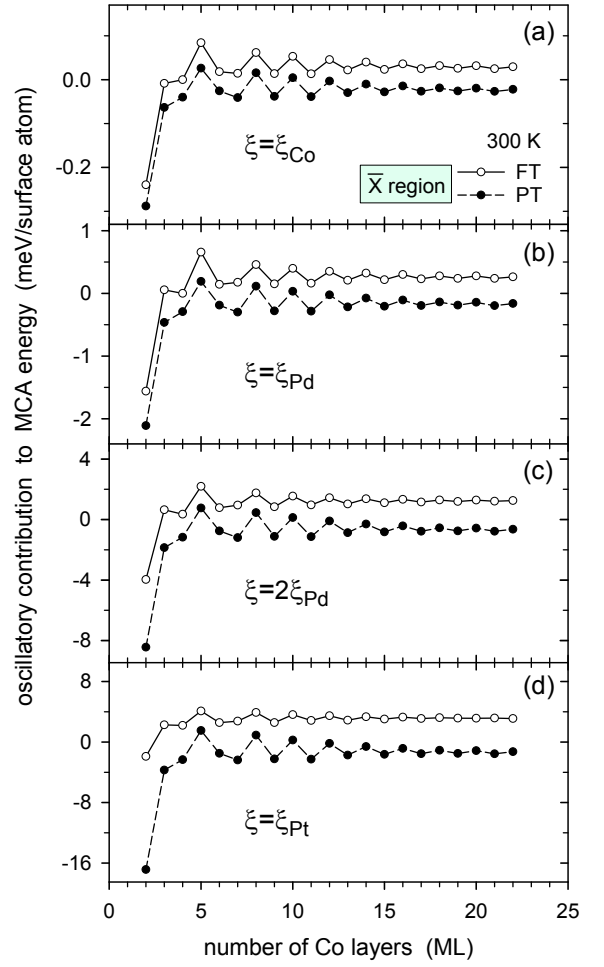 oscillatory contribution to MCA energy (meV/surface atom)
(a)
0.0
-0.2
ξ=ξCo
300 K
X̅ region
FT
PT
(b)
1
0
-1
-2
ξ=ξPd
(c)
4
0
-4
-8
ξ=2ξPd
(d)
8
0
-8
-16
ξ=ξPt
0 5 10 15 20 25
number of Co layers (ML)